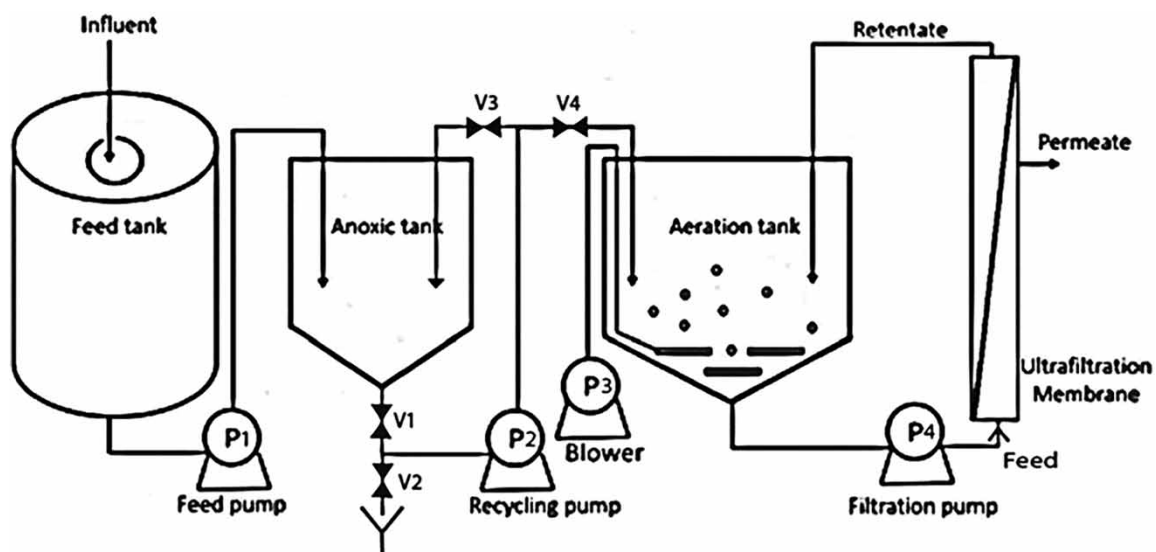 Influent
Retentate
V3
V4
Permeate
Feed tank
Anoxic tank
Aeration tank
Ultrafiltration
Membrane
P1
V1
P2
P3
P4
Blower
Feed
V2
Feed pump
Recycling pump
Filtration pump